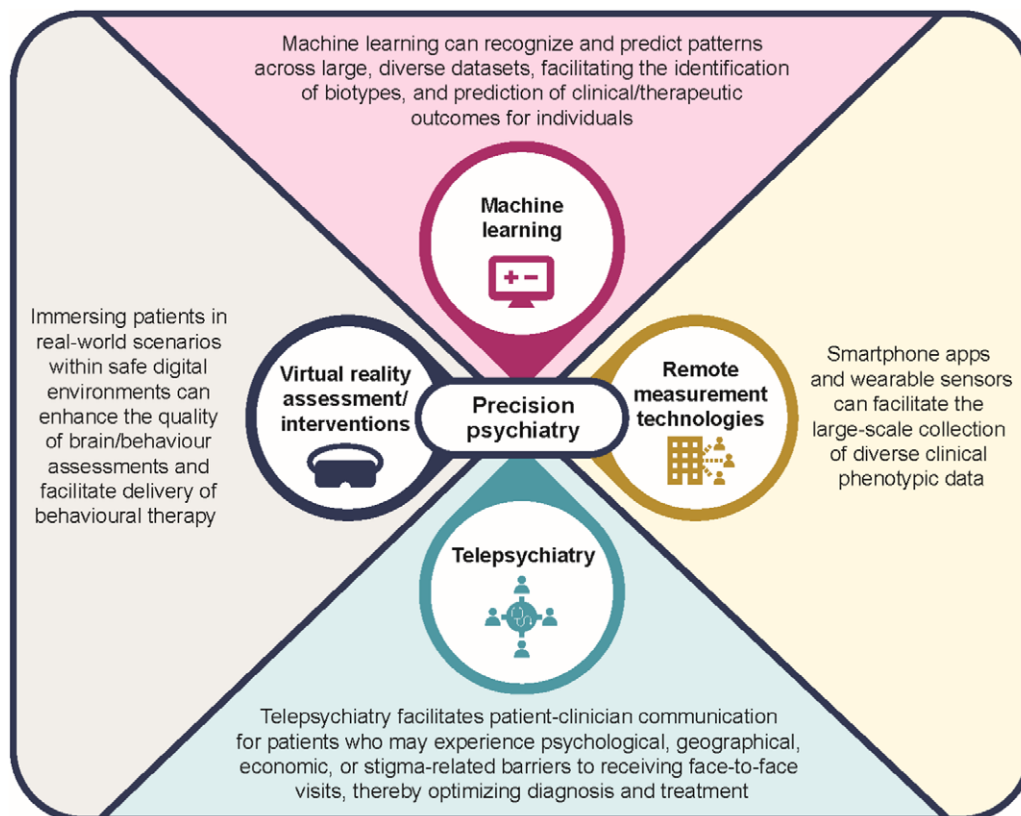 Machine learning can recognize and predict patterns
across large, diverse datasets, facilitating the identification
of biotypes, and prediction of clinical/therapeutic
outcomes for individuals
Machine
learning
+ −
Immersing patients in
real-world scenarios
within safe digital
environments can
enhance the quality
of brain/behaviour
assessments and
facilitate delivery of
behavioural therapy
Virtual reality
assessment/
interventions
Precision
psychiatry
Remote
measurement
technologies
Smartphone apps
and wearable sensors
can facilitate the
large-scale collection
of diverse clinical
phenotypic data
Telepsychiatry
Telepsychiatry facilitates patient-clinician communication
for patients who may experience psychological, geographical,
economic, or stigma-related barriers to receiving face-to-face
visits, thereby optimizing diagnosis and treatment